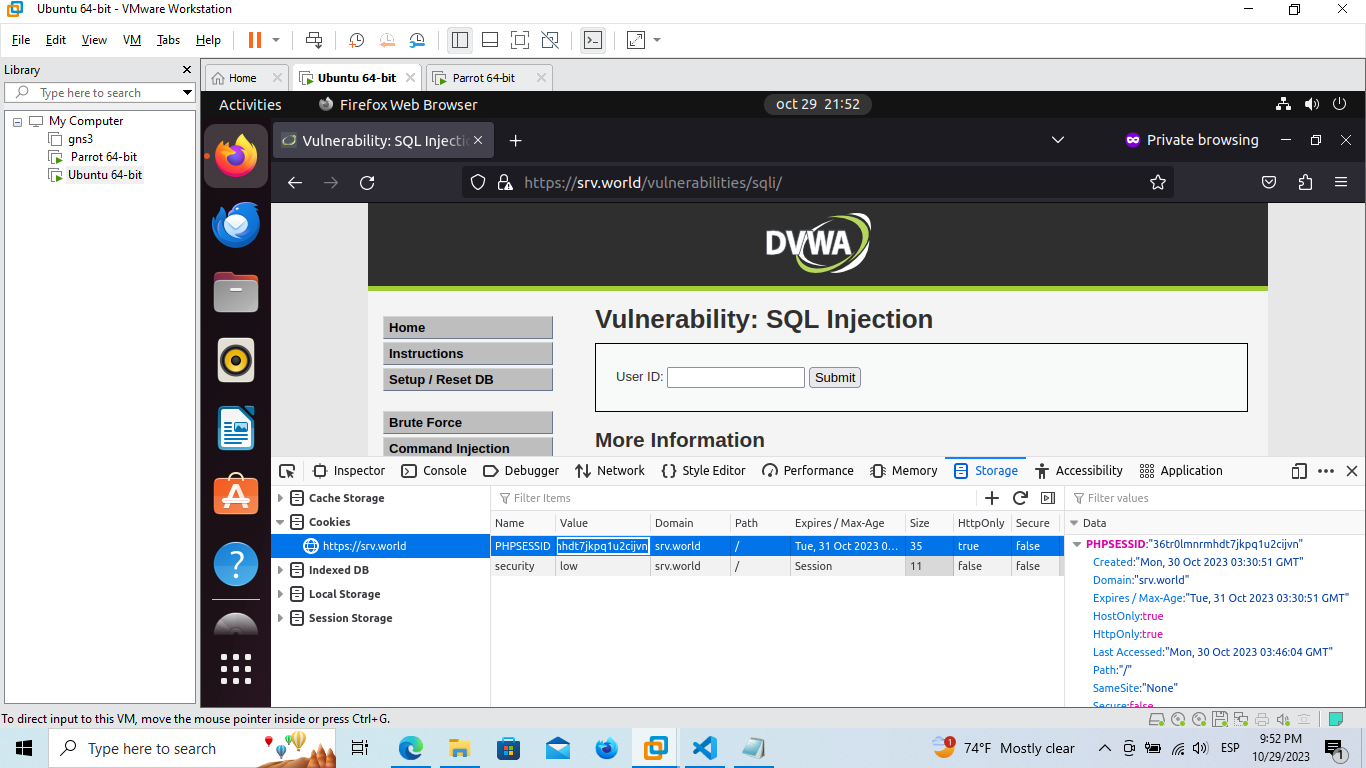 Ubuntu 64-bit - VMware Workstation
File Edit View VM Tabs Help
Library
Type here to search
My Computer
gns3
Parrot 64-bit
Ubuntu 64-bit
Home Ubuntu 64-bit Parrot 64-bit
Activities Firefox Web Browser oct 29 21:52
Vulnerability: SQL Injectic Private browsing
https://srv.world/vulnerabilities/sqli/
DVWA
Home
Instructions
Setup / Reset DB
Brute Force
Command Injection
Vulnerability: SQL Injection
User ID: Submit
More Information
Inspector Console Debugger Network Style Editor Performance Memory Storage Accessibility Application
Cache Storage
Cookies
https://srv.world
Indexed DB
Local Storage
Session Storage
Filter Items
Name Value Domain Path Expires / Max-Age Size HttpOnly Secure
PHPSESSID nhdt7jkpq1u2cijvn srv.world / Tue, 31 Oct 2023 0... 35 true false
security low srv.world / Session 11 false false
Filter values
Data
PHPSESSID:"36tr0lmnrmhdt7jkpq1u2cijvn"
Created:"Mon, 30 Oct 2023 03:30:51 GMT"
Domain:"srv.world"
Expires / Max-Age:"Tue, 31 Oct 2023 03:30:51 GMT"
HostOnly:true
HttpOnly:true
Last Accessed:"Mon, 30 Oct 2023 03:46:04 GMT"
Path:"/"
SameSite:"None"
Secure:false
To direct input to this VM, move the mouse pointer inside or press Ctrl+G.
Type here to search
74°F Mostly clear
ESP
9:52 PM
10/29/2023
1